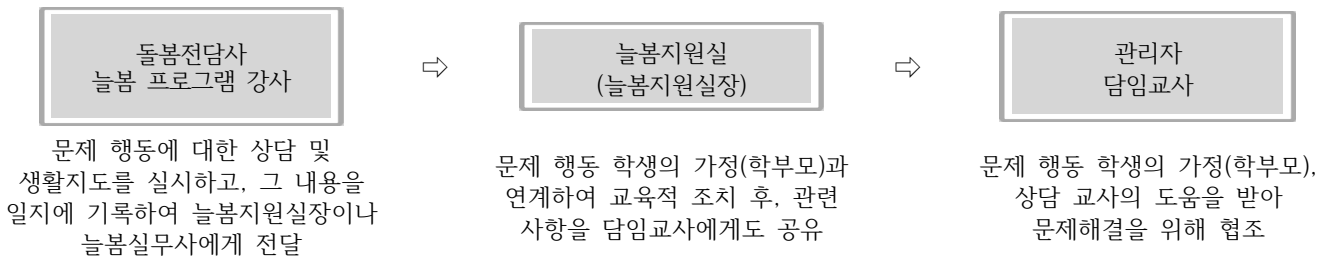 돌봄전담사
늘봄 프로그램 강사
⇨
늘봄지원실
(늘봄지원실장)
⇨
관리자
담임교사
문제 행동에 대한 상담 및
생활지도를 실시하고, 그 내용을
일지에 기록하여 늘봄지원실장이나
늘봄실무사에게 전달
문제 행동 학생의 가정(학부모)과
연계하여 교육적 조치 후, 관련
사항을 담임교사에게도 공유
문제 행동 학생의 가정(학부모),
상담 교사의 도움을 받아
문제해결을 위해 협조